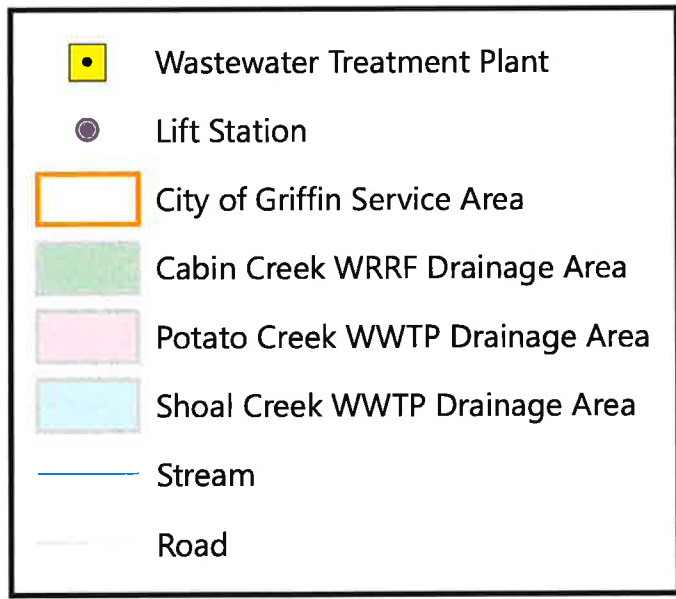 Wastewater Treatment Plant
Lift Station
City of Griffin Service Area
Cabin Creek WRRF Drainage Area
Potato Creek WWTP Drainage Area
Shoal Creek WWTP Drainage Area
Stream
Road